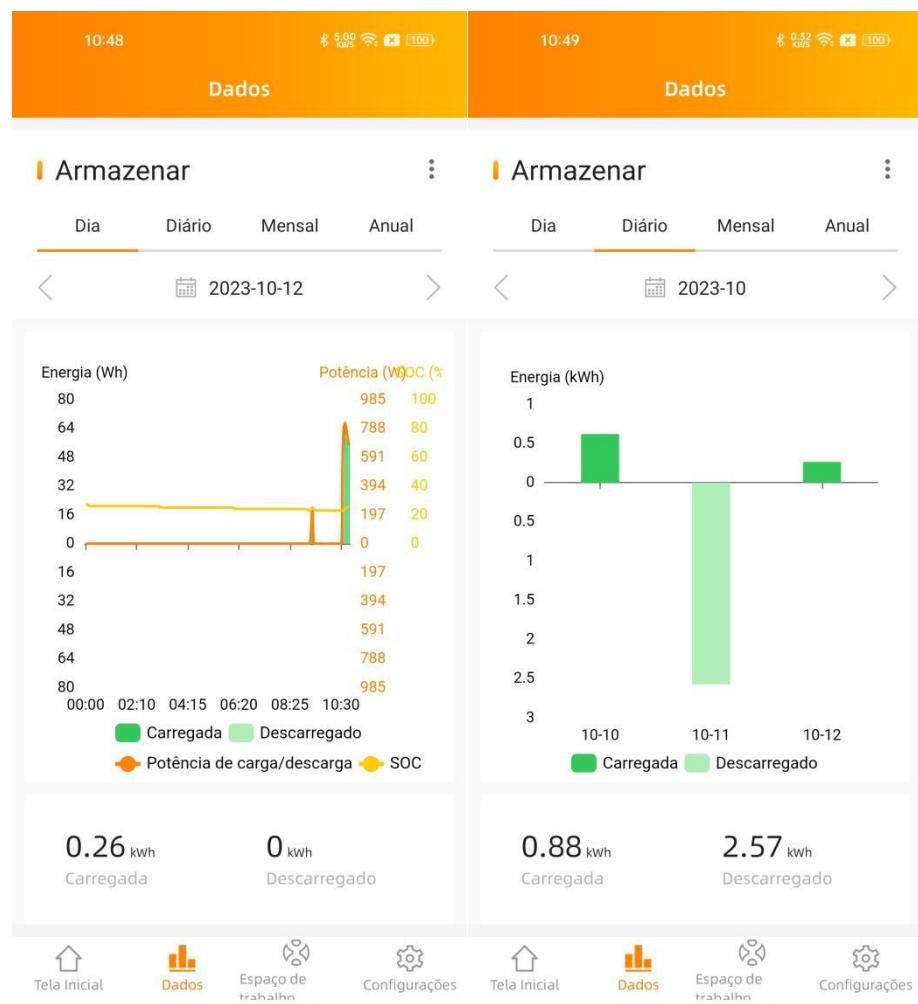 10:48
5.00 KB/S
100
Dados
Armazenar
Dia Diário Mensal Anual
2023-10-12
Energia (Wh) Potência (W) SOC (%
80 985 100
64 788 80
48 591 60
32 394 40
16 197 20
0 0 0
16 197
32 394
48 591
64 788
80 985
00:00 02:10 04:15 06:20 08:25 10:30
Carregada Descarregado
Potência de carga/descarga SOC
0.26 kWh 0 kWh
Carregada Descarregado
Tela Inicial Dados Espaço de trabalho Configurações
10:49
0.32 KB/S
100
Dados
Armazenar
Dia Diário Mensal Anual
2023-10
Energia (kWh)
1
0.5
0
0.5
1
1.5
2
2.5
3
10-10 10-11 10-12
Carregada Descarregado
0.88 kWh 2.57 kWh
Carregada Descarregado
Tela Inicial Dados Espaço de trabalho Configurações